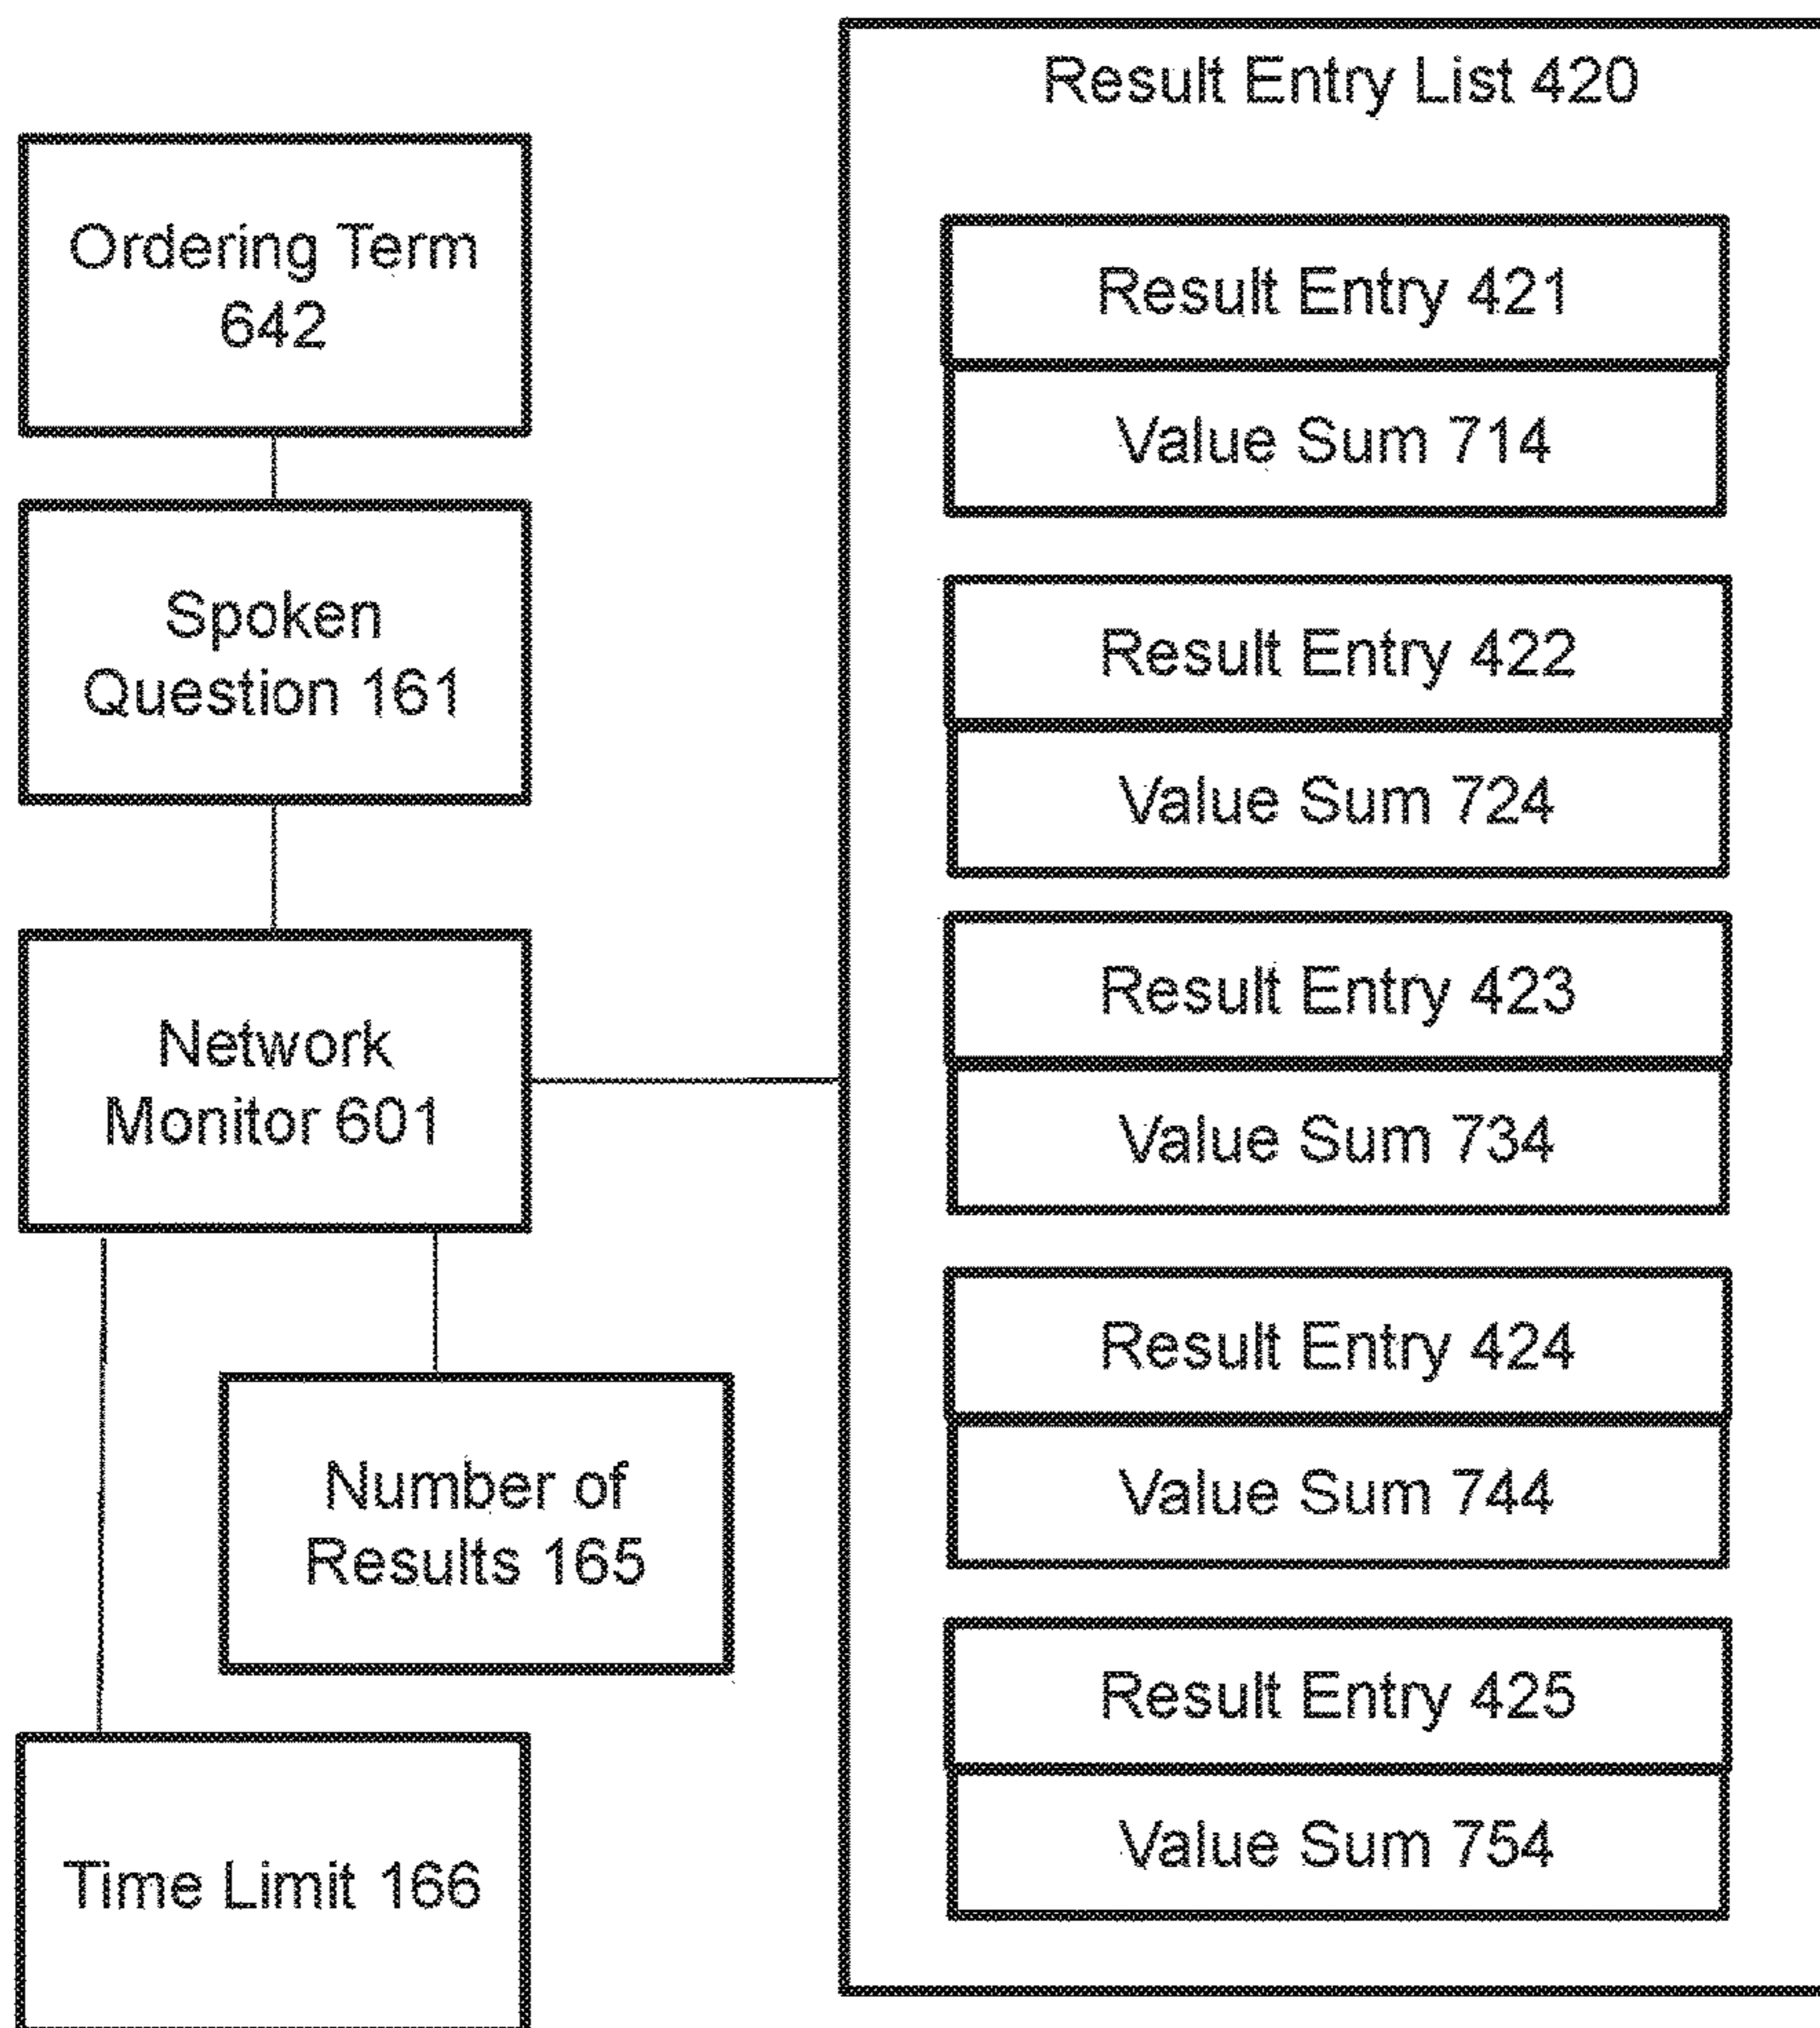 Ordering Term
642
Spoken
Question 161
Network
Monitor 601
Number of
Results 165
Time Limit 166
Result Entry List 420
Result Entry 421
Value Sum 714
Result Entry 422
Value Sum 724
Result Entry 423
Value Sum 734
Result Entry 424
Value Sum 744
Result Entry 425
Value Sum 754